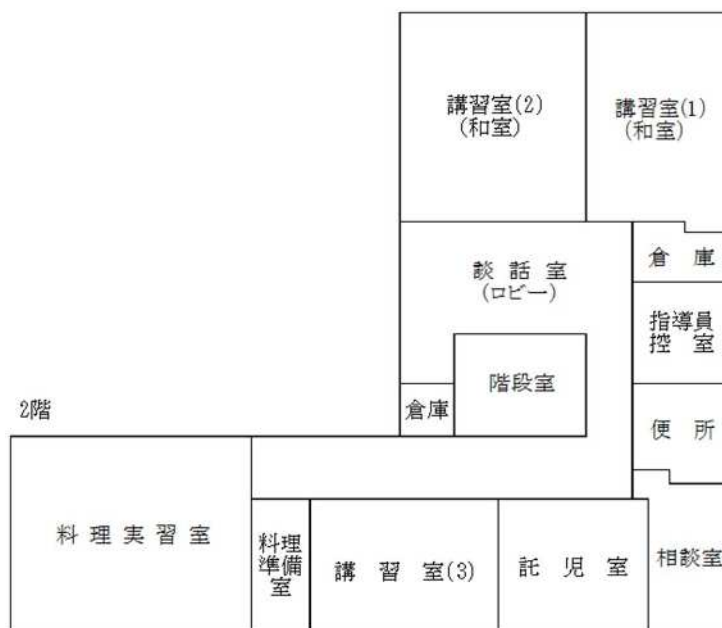 講習室(2)
(和室)
講習室(1)
(和室)
談話室
(ロビー)
倉庫
指導員
控室
階段室
倉庫
便所
2階
料理実習室
料理
準備
室
講習室(3)
託児室
相談室